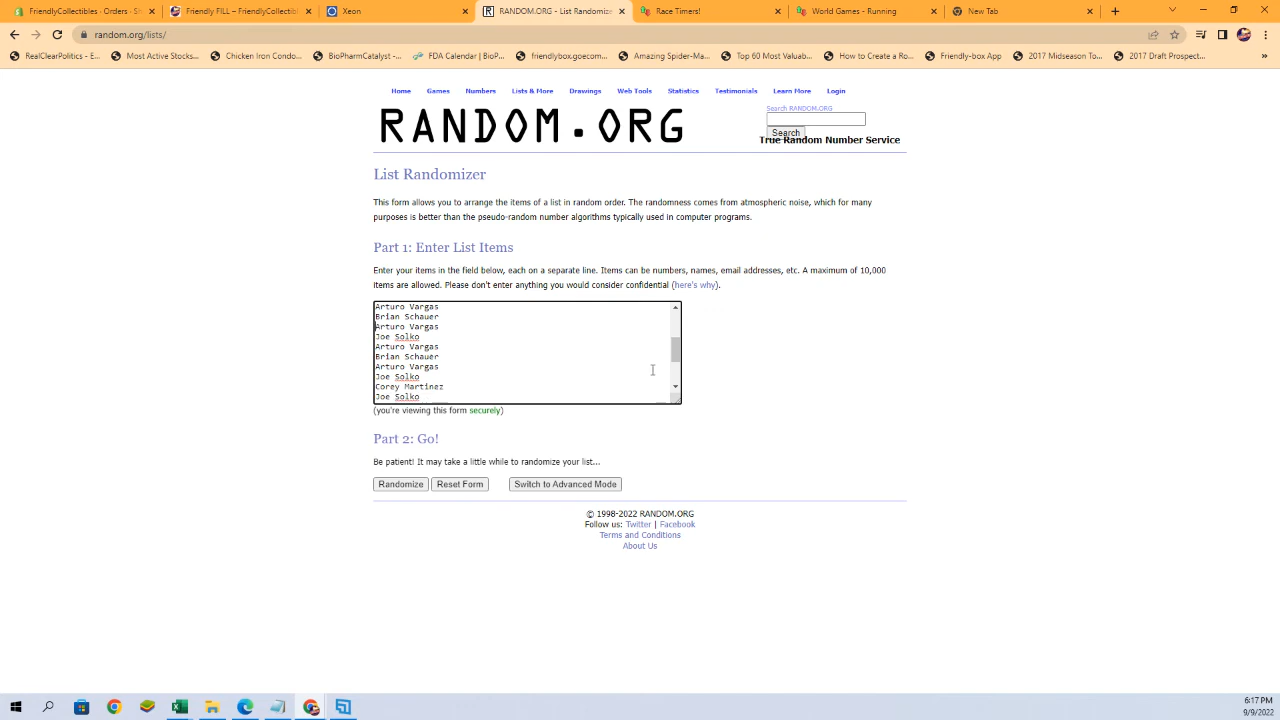 FriendlyCollectibles - Orders - S
Friendly FILL – FriendlyCollectibl
Xeon
RANDOM.ORG - List Randomize
Race Times!
World Games - Running
New Tab
random.org/lists/
RealClearPolitics - E...
Most Active Stocks...
Chicken Iron Condo...
BioPharmCatalyst -...
FDA Calendar | BioP...
friendlybox.goecom...
Amazing Spider-Ma...
Top 60 Most Valuab...
How to Create a Ro...
Friendly-box App
2017 Midseason To...
2017 Draft Prospect...
»
Home Games Numbers Lists & More Drawings Web Tools Statistics Testimonials Learn More Login
Search RANDOM.ORG
RANDOM.ORG
Search
True Random Number Service
List Randomizer
This form allows you to arrange the items of a list in random order. The randomness comes from atmospheric noise, which for many
purposes is better than the pseudo-random number algorithms typically used in computer programs.
Part 1: Enter List Items
Enter your items in the field below, each on a separate line. Items can be numbers, names, email addresses, etc. A maximum of 10,000
items are allowed. Please don't enter anything you would consider confidential (here's why).
Arturo Vargas
Brian Schauer
Arturo Vargas
Joe Solko
Arturo Vargas
Brian Schauer
Arturo Vargas
Joe Solko
Corey Martinez
Joe Solko
(you're viewing this form securely)
Part 2: Go!
Be patient! It may take a little while to randomize your list...
Randomize Reset Form Switch to Advanced Mode
© 1998-2022 RANDOM.ORG
Follow us: Twitter | Facebook
Terms and Conditions
About Us
6:17 PM
9/9/2022